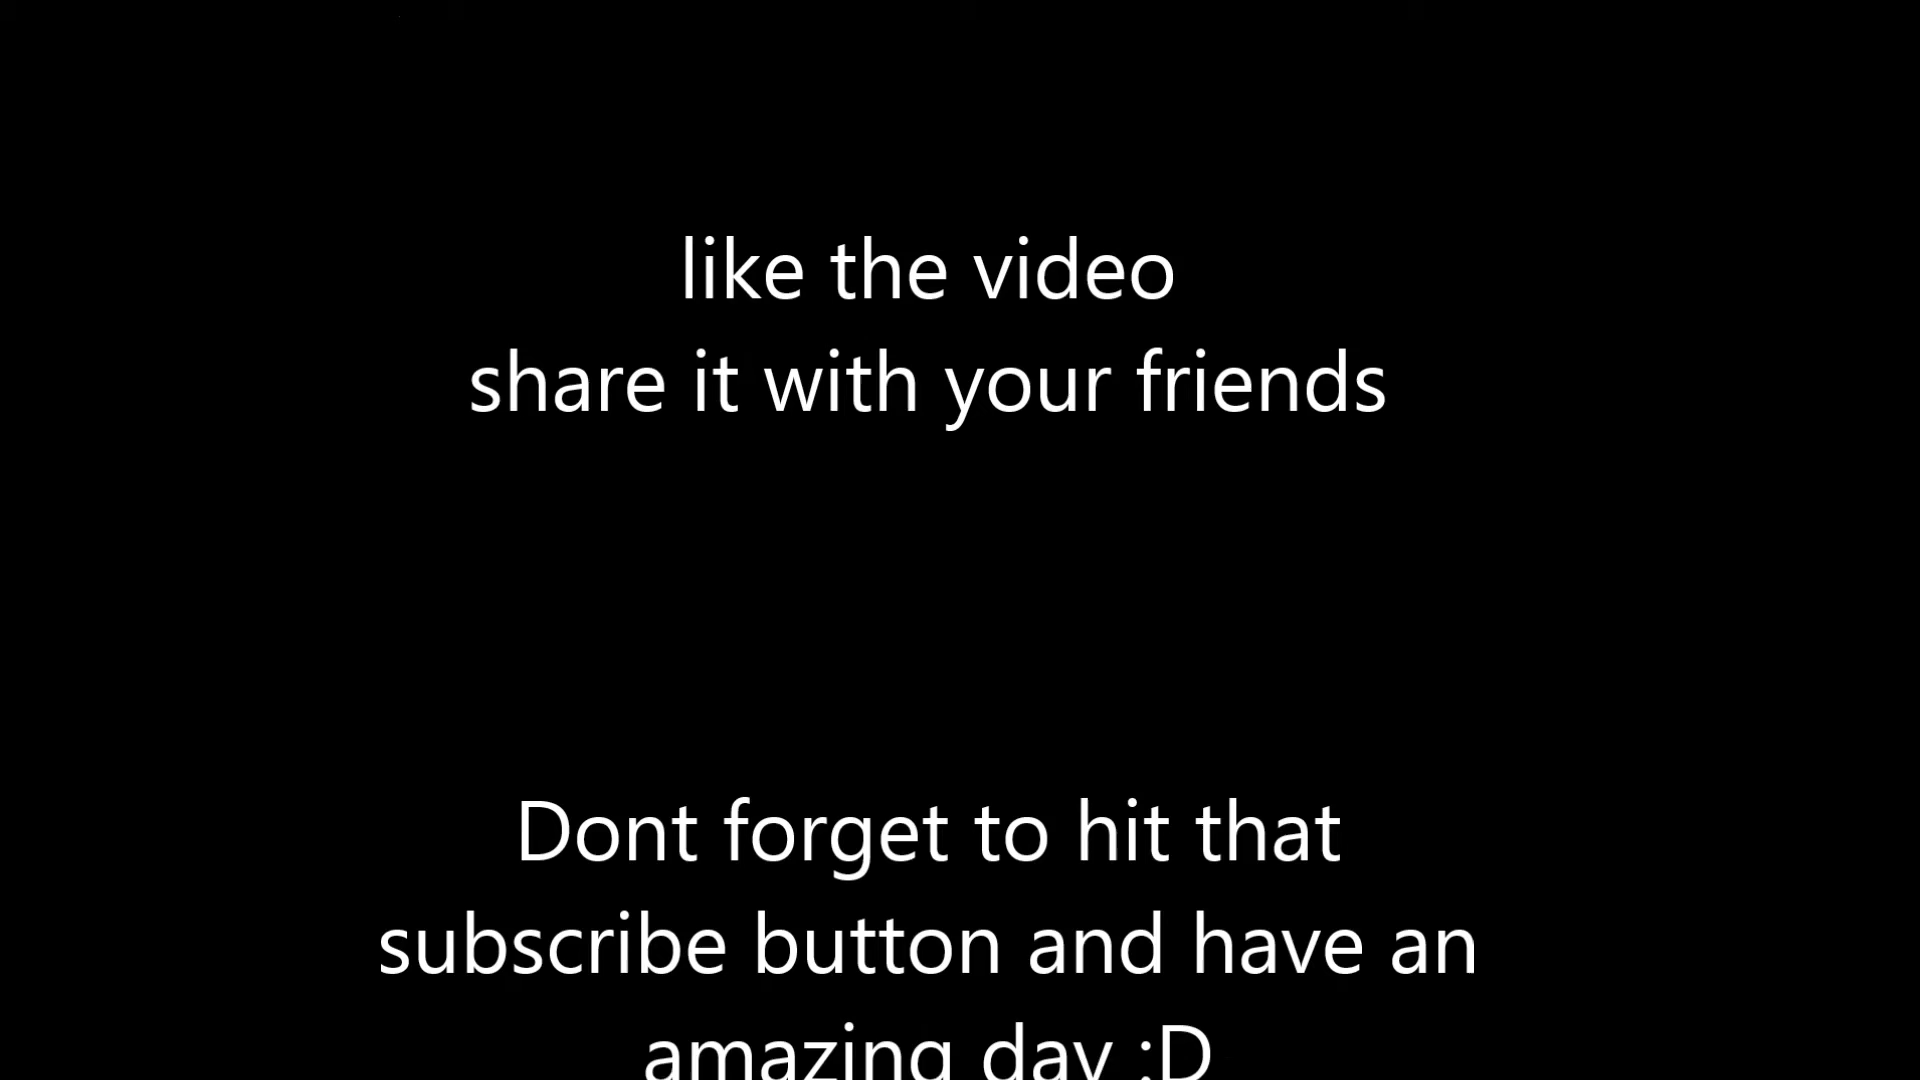 like the video
share it with your friends
Dont forget to hit that
subscribe button and have an
amazing day :D